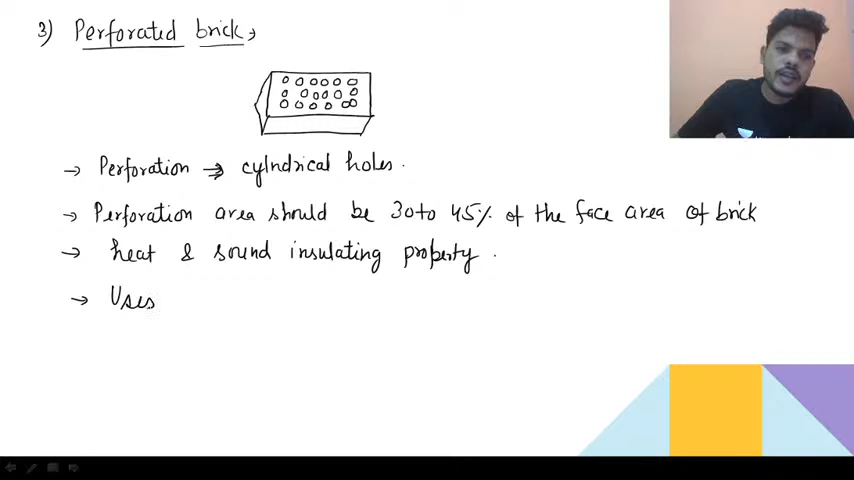 3) Perforated brick :
→ Perforation → cylindrical holes.
→ Perforation area should be 30 to 45% of the face area of brick
→ heat & sound insulating property.
→ Uses